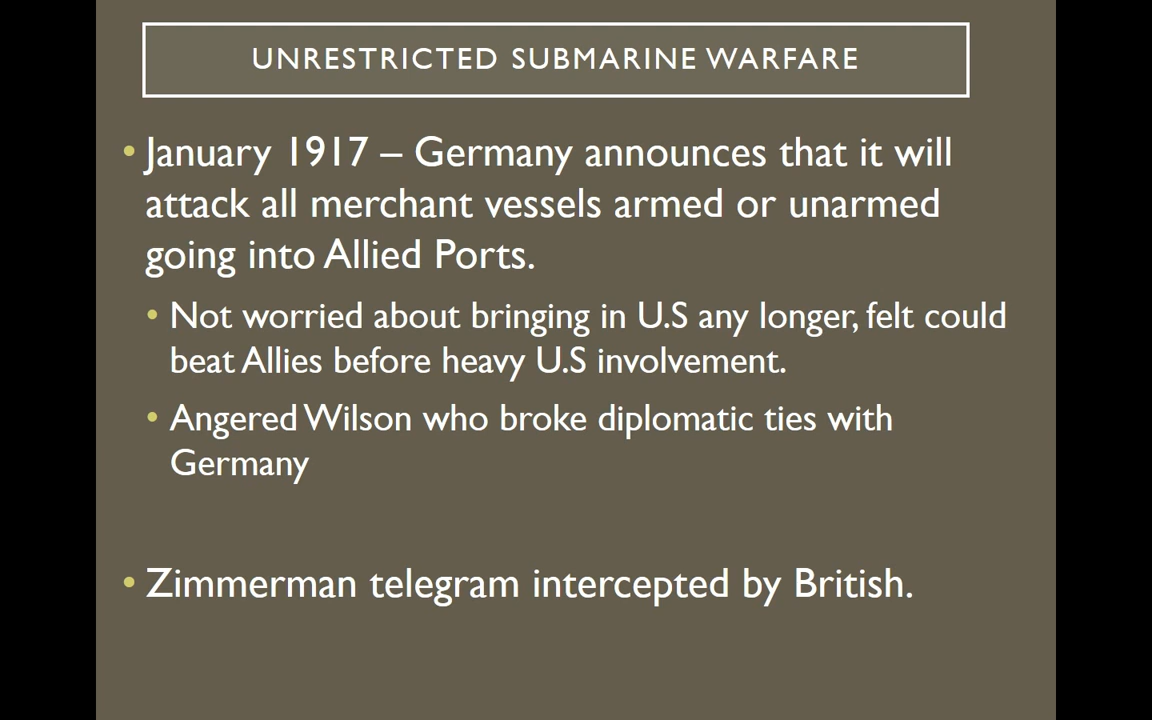 UNRESTRICTED SUBMARINE WARFARE
• January 1917 – Germany announces that it will
attack all merchant vessels armed or unarmed
going into Allied Ports.
• Not worried about bringing in U.S any longer, felt could
beat Allies before heavy U.S involvement.
• Angered Wilson who broke diplomatic ties with
Germany
• Zimmerman telegram intercepted by British.